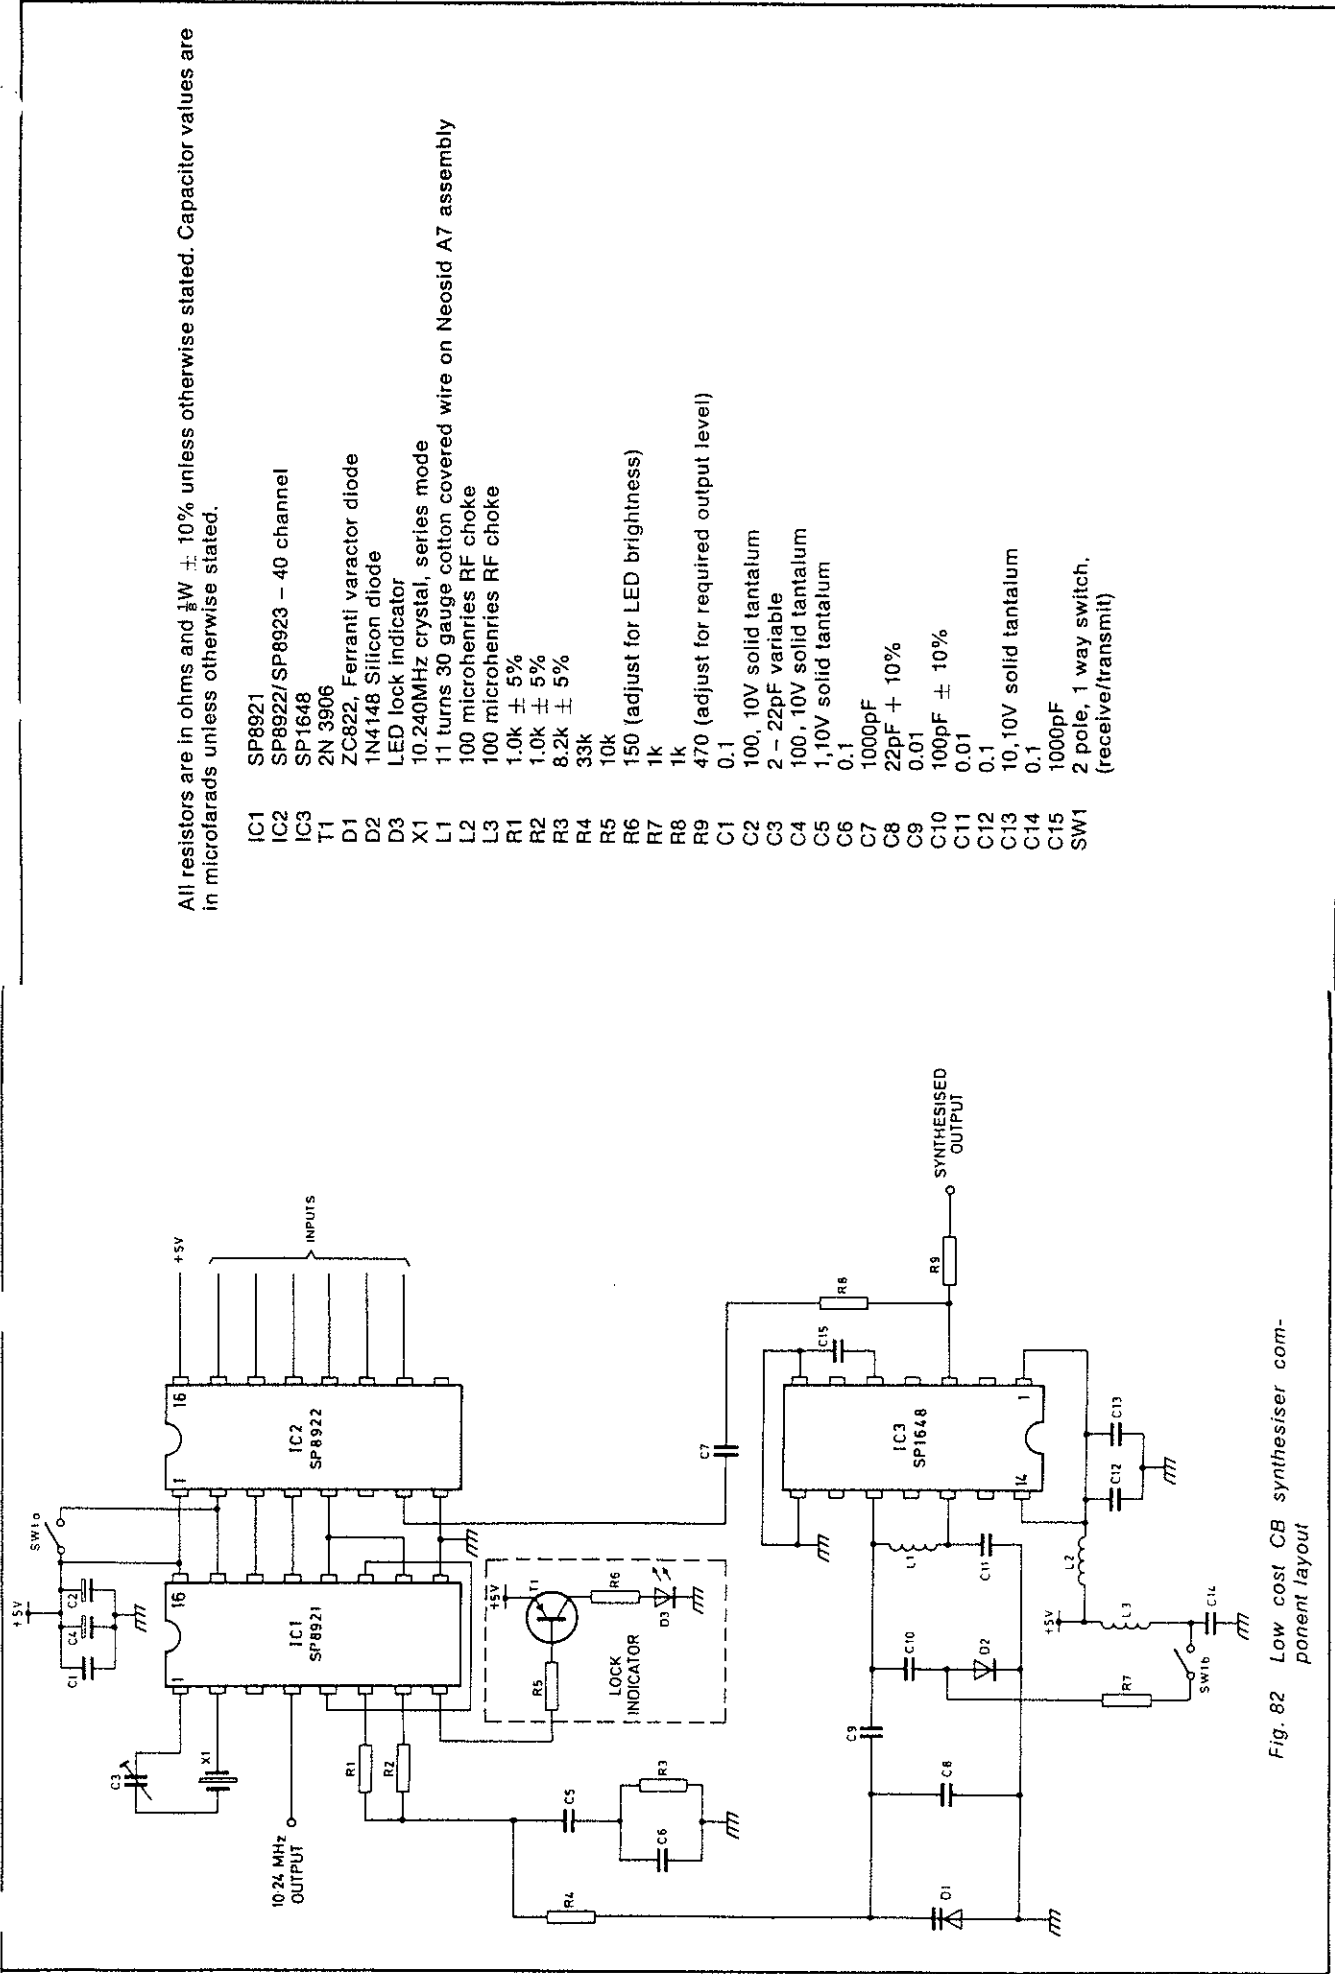 All resistors are in ohms and ⅛W ± 10% unless otherwise stated. Capacitor values are
in microfarads unless otherwise stated.
IC1 SP8921
IC2 SP8922/SP8923 – 40 channel
IC3 SP1648
T1 2N 3906
D1 ZC822, Ferranti varactor diode
D2 1N4148 Silicon diode
D3 LED lock indicator
X1 10.240MHz crystal, series mode
L1 11 turns 30 gauge cotton covered wire on Neosid A7 assembly
L2 100 microhenries RF choke
L3 100 microhenries RF choke
R1 1.0k ± 5%
R2 1.0k ± 5%
R3 8.2k ± 5%
R4 33k
R5 10k
R6 150 (adjust for LED brightness)
R7 1k
R8 1k
R9 470 (adjust for required output level)
C1 0.1
C2 100, 10V solid tantalum
C3 2 – 22pF variable
C4 100, 10V solid tantalum
C5 1,10V solid tantalum
C6 0.1
C7 1000pF
C8 22pF + 10%
C9 0.01
C10 100pF ± 10%
C11 0.01
C12 0.1
C13 10,10V solid tantalum
C14 0.1
C15 1000pF
SW1 2 pole, 1 way switch,
(receive/transmit)
+5V
SW1a
C1
C4
C2
+5V
1
16
IC1
SP8921
1
16
IC2
SP8922
INPUTS
C3
X1
10·24 MHz
OUTPUT
R1
R2
R5
+5V
T1
R6
D3
LOCK
INDICATOR
C5
C6
R3
R4
C7
C15
R8
R9
SYNTHESISED
OUTPUT
IC3
SP1648
14
1
L1
C11
C9
C10
D2
C8
D1
R7
SW1b
+5V
L2
L3
C14
C12
C13
Fig. 82 Low cost CB synthesiser com-
ponent layout